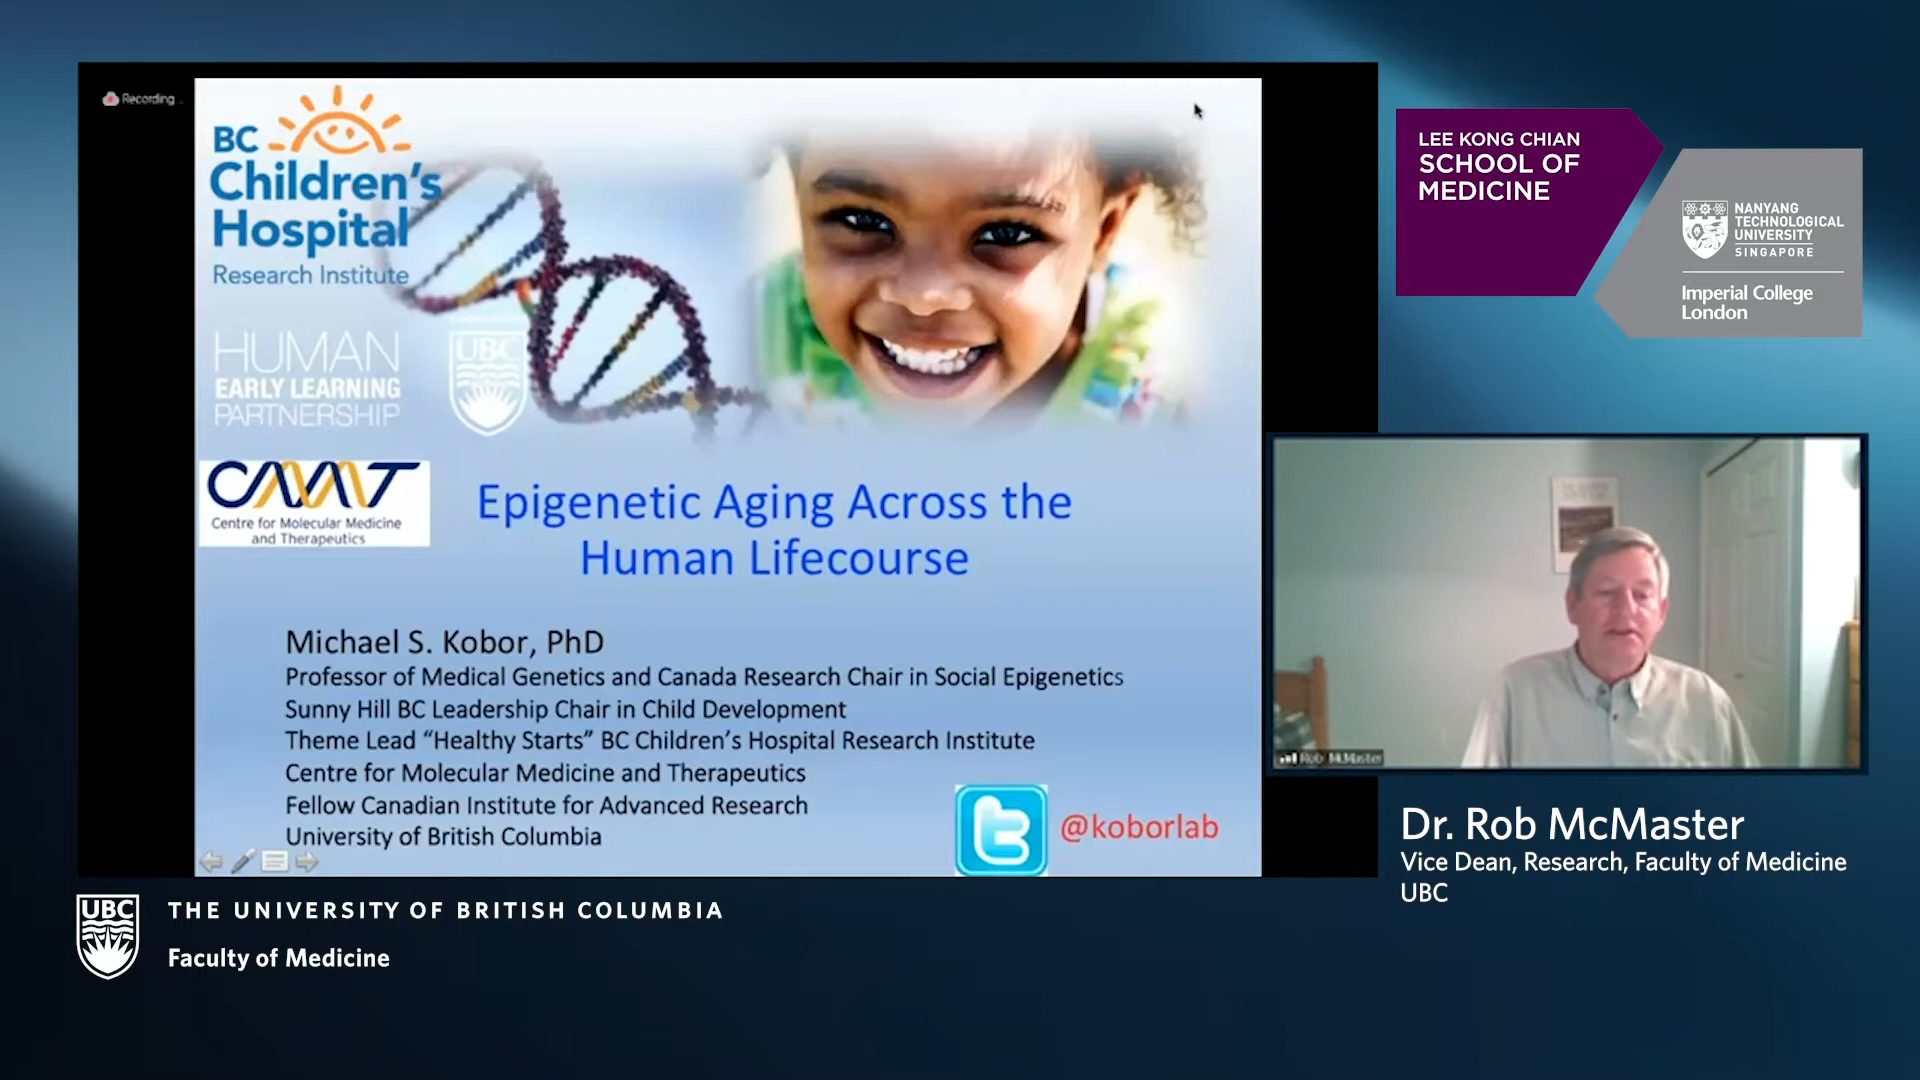 Recording...
BC
Children's
Hospital
Research Institute
HUMAN
EARLY LEARNING
PARTNERSHIP
UBC
CMMT
Centre for Molecular Medicine
and Therapeutics
Epigenetic Aging Across the
Human Lifecourse
Michael S. Kobor, PhD
Professor of Medical Genetics and Canada Research Chair in Social Epigenetics
Sunny Hill BC Leadership Chair in Child Development
Theme Lead “Healthy Starts” BC Children’s Hospital Research Institute
Centre for Molecular Medicine and Therapeutics
Fellow Canadian Institute for Advanced Research
University of British Columbia
@koborlab
LEE KONG CHIAN
SCHOOL OF
MEDICINE
NANYANG
TECHNOLOGICAL
UNIVERSITY
SINGAPORE
Imperial College
London
Rob McMaster
Dr. Rob McMaster
Vice Dean, Research, Faculty of Medicine
UBC
UBC
THE UNIVERSITY OF BRITISH COLUMBIA
Faculty of Medicine